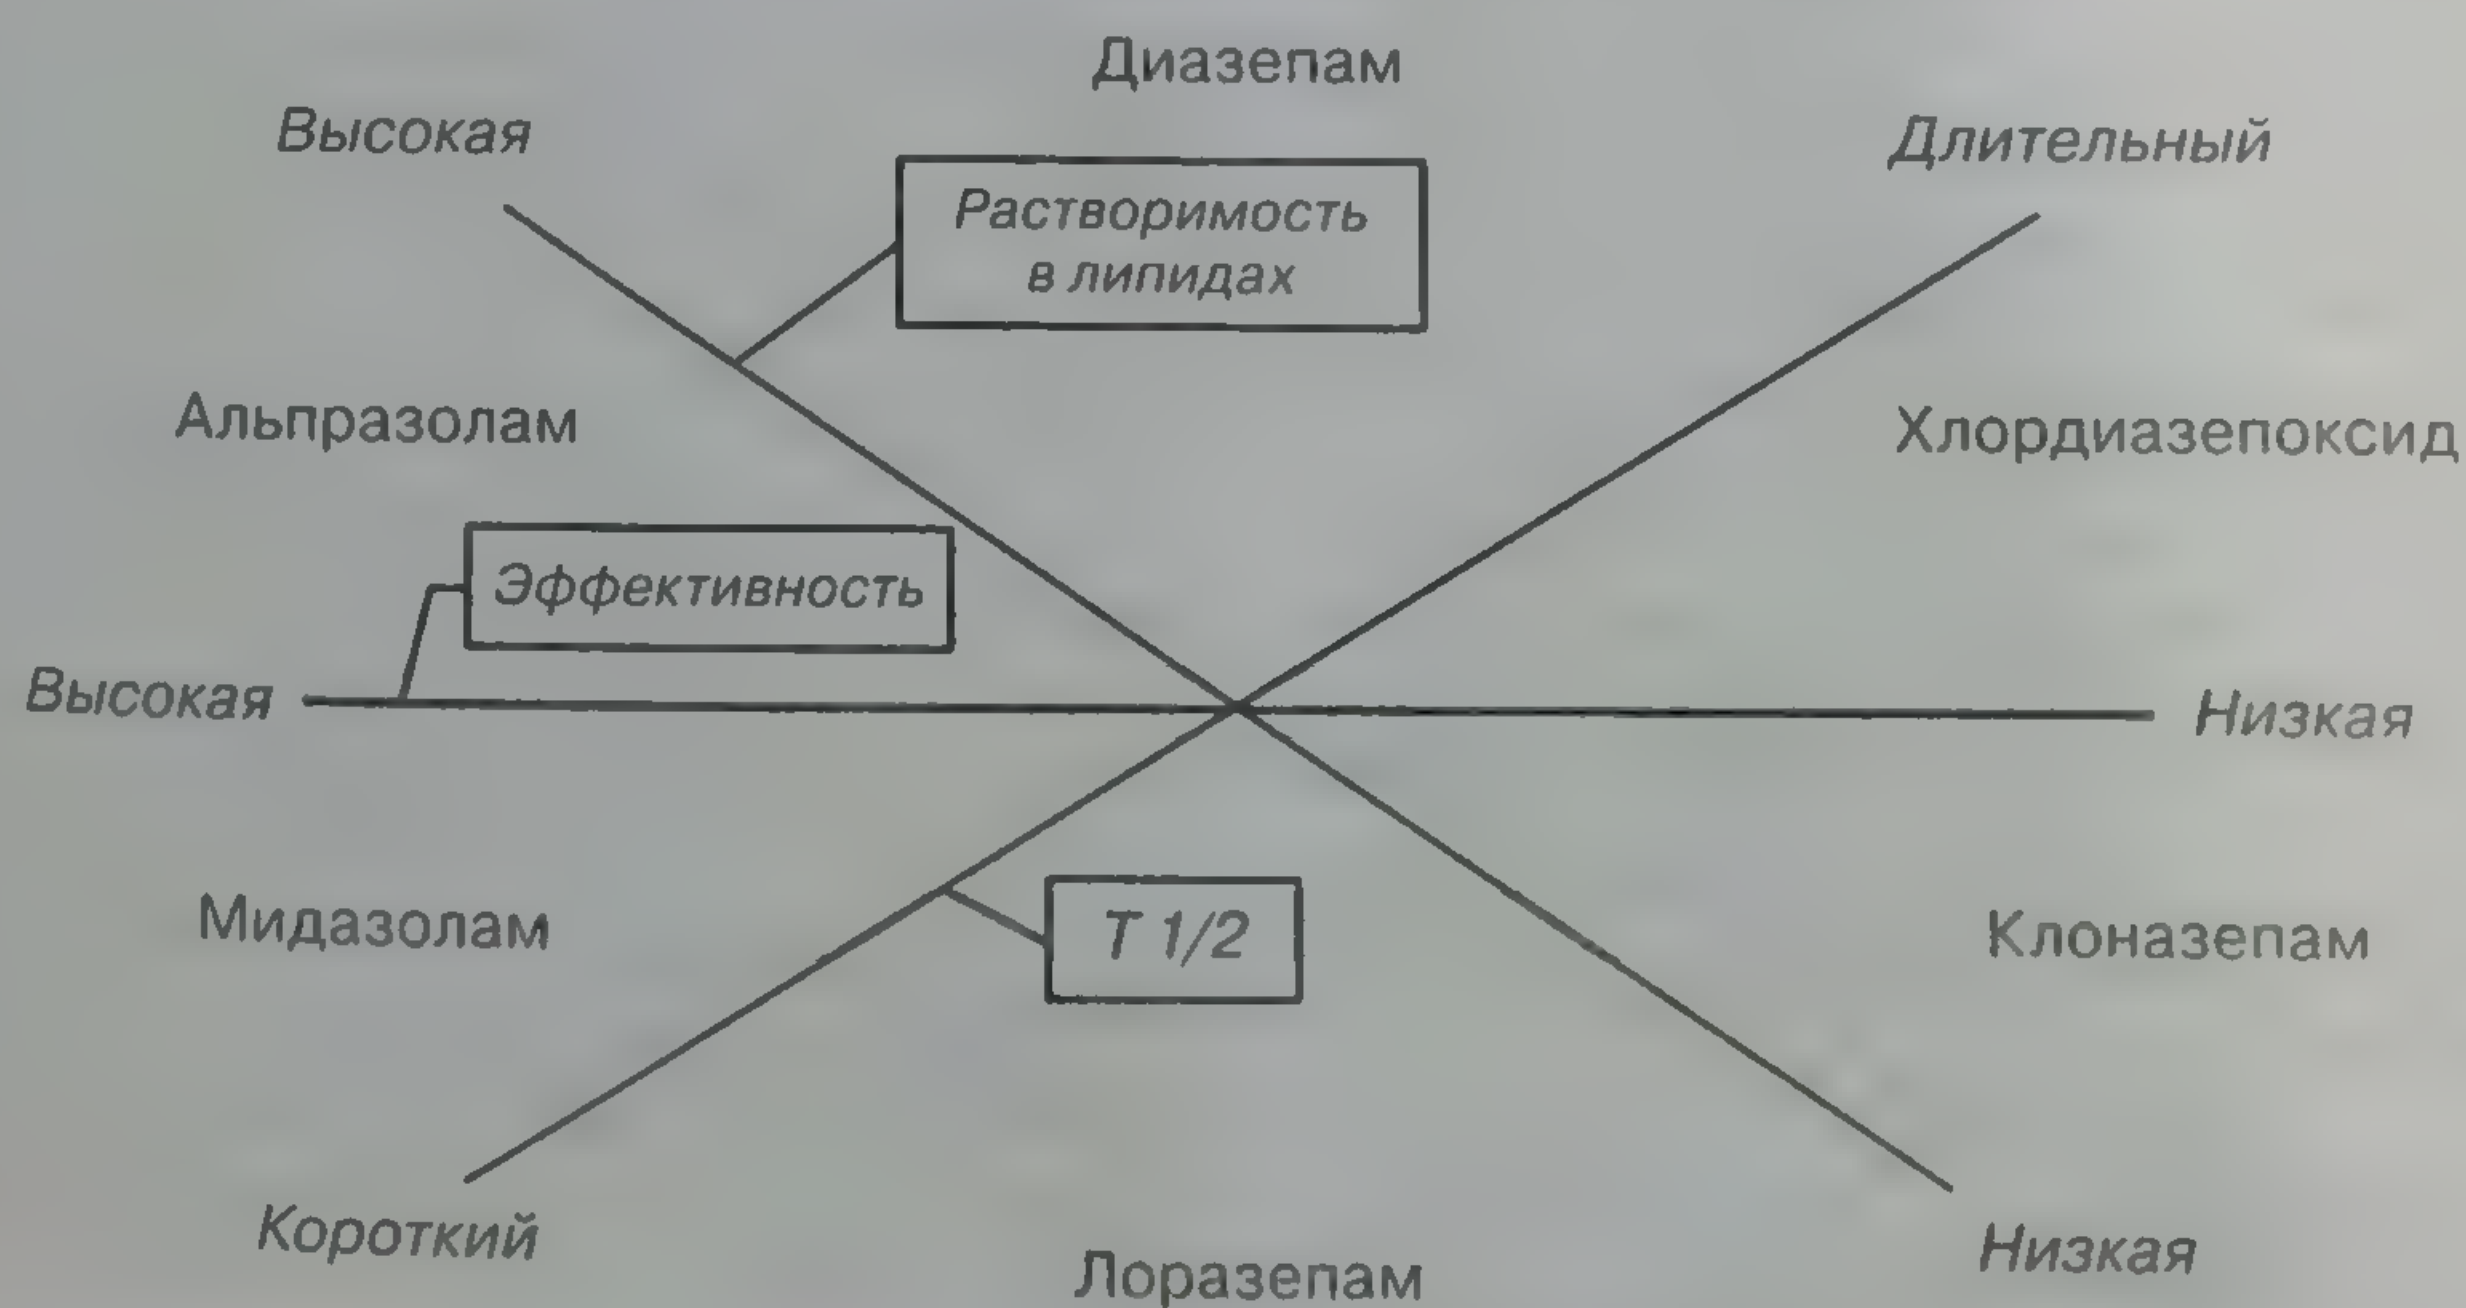 Диазепам
Высокая
Длительный
Растворимость
в липидах
Альпразолам
Хлордиазепоксид
Эффективность
Высокая
Низкая
Мидазолам
Т 1/2
Клоназепам
Короткий
Низкая
Лоразепам